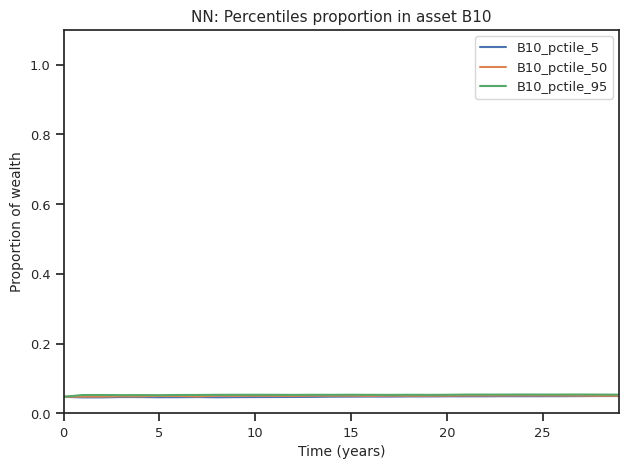 NN: Percentiles proportion in asset B10
B10_pctile_5
B10_pctile_50
B10_pctile_95
Proportion of wealth
1.0
0.8
0.6
0.4
0.2
0.0
0 5 10 15 20 25
Time (years)